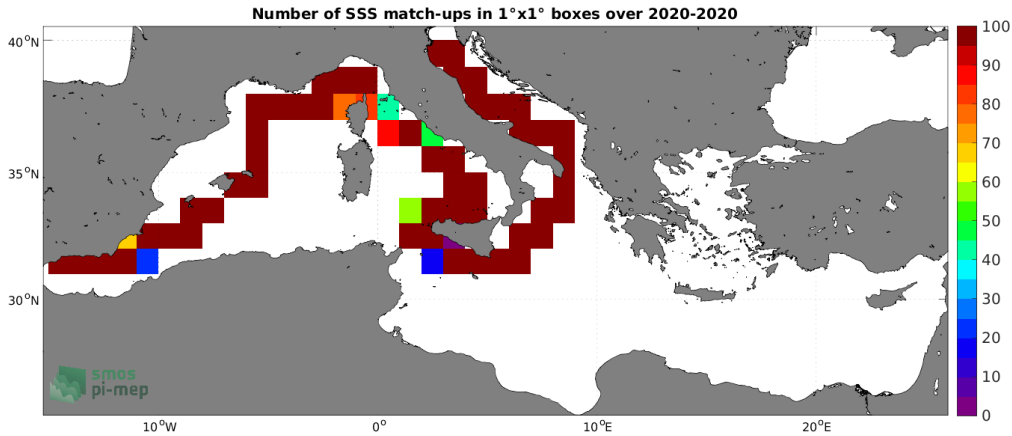 Number of SSS match-ups in 1°x1° boxes over 2020-2020
40°N
35°N
30°N
10°W
0°
10°E
20°E
100
90
80
70
60
50
40
30
20
10
0
smos
pi-mep